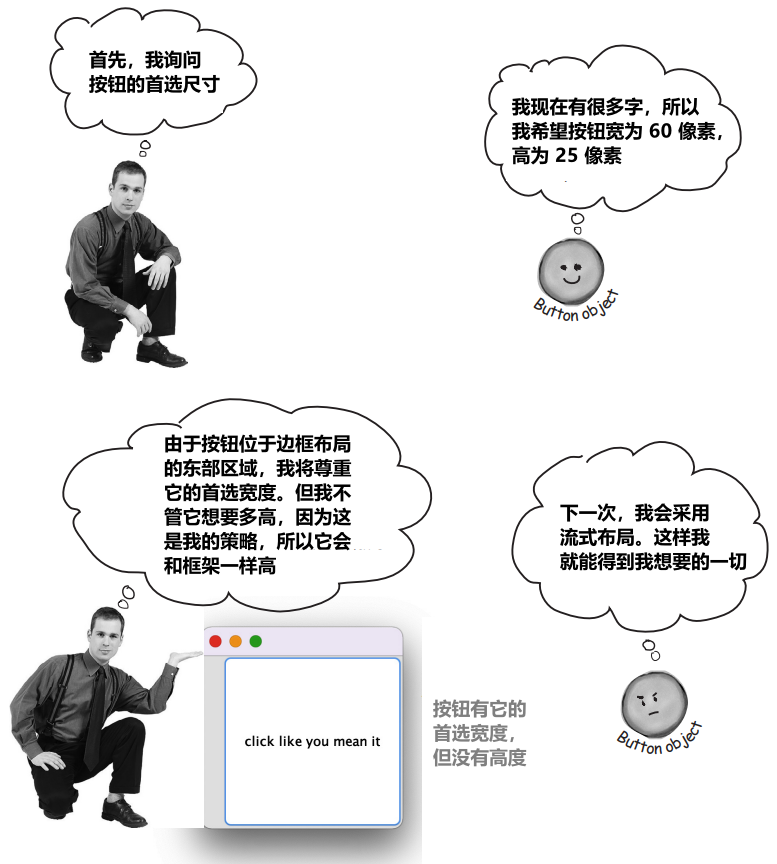 首先，我询问
按钮的首选尺寸
我现在有很多字，所以
我希望按钮宽为 60 像素，
高为 25 像素
Button object
由于按钮位于边框布局
的东部区域，我将尊重
它的首选宽度。但我不
管它想要多高，因为这
是我的策略，所以它会
和框架一样高
下一次，我会采用
流式布局。这样我
就能得到我想要的一切
click like you mean it
按钮有它的
首选宽度，
但没有高度
Button object